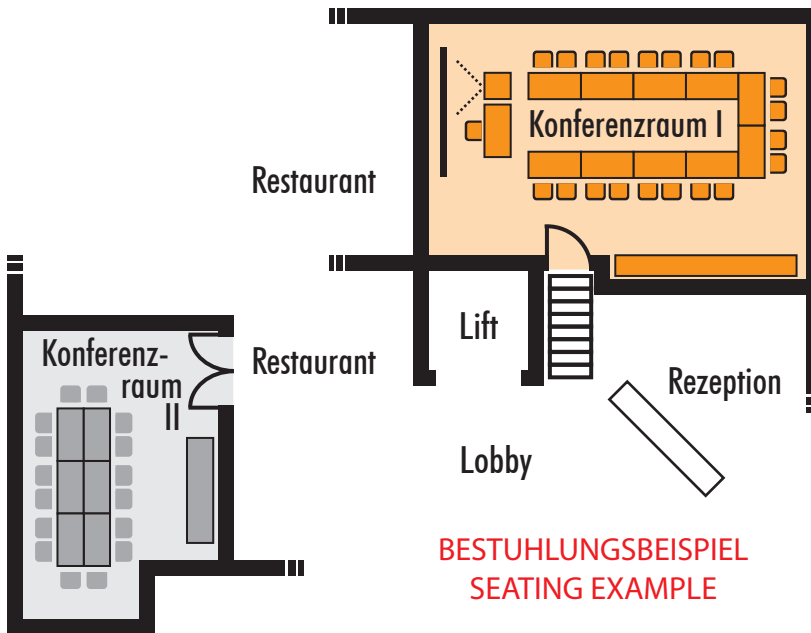 Konferenzraum I
Restaurant
Lift
Konferenz-
raum
II
Restaurant
Rezeption
Lobby
BESTUHLUNGSBEISPIEL
SEATING EXAMPLE